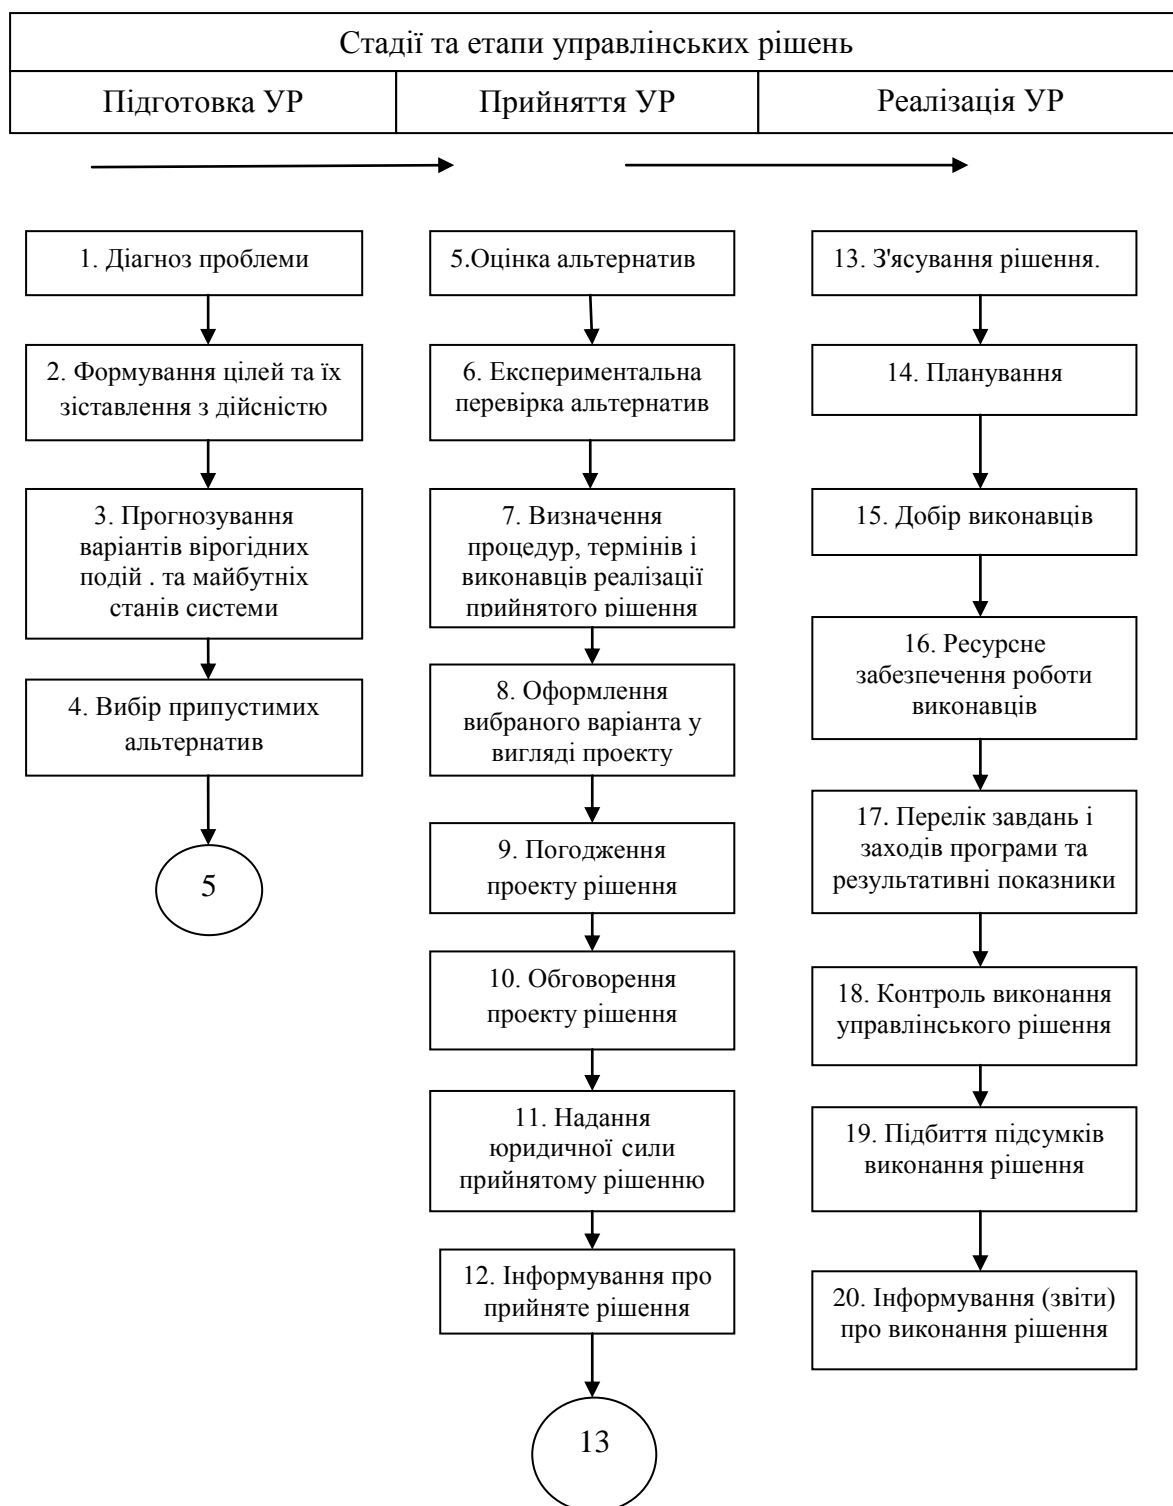 Стадії та етапи управлінських рішень
Підготовка УР
Прийняття УР
Реалізація УР
1. Діагноз проблеми
2. Формування цілей та їх
зіставлення з дійсністю
3. Прогнозування
варіантів вірогідних
подій . та майбутніх
станів системи
4. Вибір припустимих
альтернатив
5
5.Оцінка альтернатив
6. Експериментальна
перевірка альтернатив
7. Визначення
процедур, термінів і
виконавців реалізації
прийнятого рішення
8. Оформлення
вибраного варіанта у
вигляді проекту
9. Погодження
проекту рішення
10. Обговорення
проекту рішення
11. Надання
юридичної сили
прийнятому рішенню
12. Інформування про
прийняте рішення
13
13. З'ясування рішення.
14. Планування
15. Добір виконавців
16. Ресурсне
забезпечення роботи
виконавців
17. Перелік завдань і
заходів програми та
результативні показники
18. Контроль виконання
управлінського рішення
19. Підбиття підсумків
виконання рішення
20. Інформування (звіти)
про виконання рішення